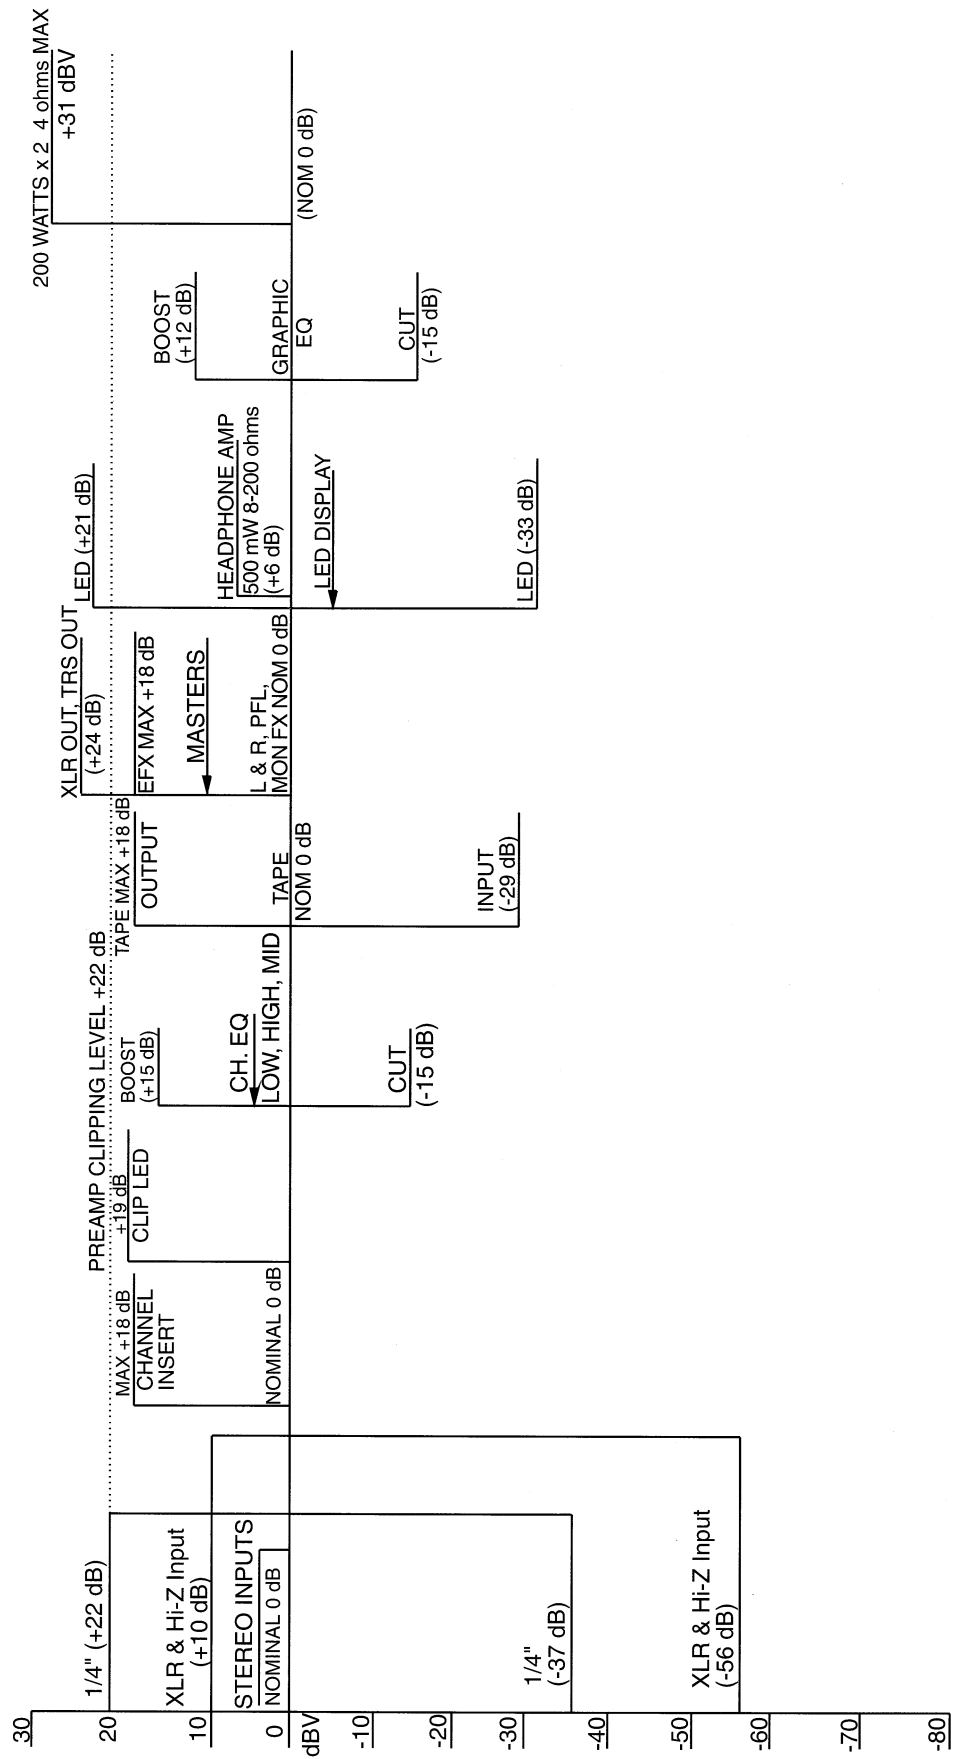 30
20
10
0
dBV
-10
-20
-30
-40
-50
-60
-70
-80
1/4" (+22 dB)
XLR & Hi-Z Input
(+10 dB)
STEREO INPUTS
NOMINAL 0 dB
1/4"
(-37 dB)
XLR & Hi-Z Input
(-56 dB)
MAX +18 dB
CHANNEL
INSERT
NOMINAL 0 dB
PREAMP CLIPPING LEVEL +22 dB
+19 dB
CLIP LED
BOOST
(+15 dB)
CH. EQ
LOW, HIGH, MID
CUT
(-15 dB)
TAPE MAX +18 dB
OUTPUT
TAPE
NOM 0 dB
INPUT
(-29 dB)
XLR OUT, TRS OUT
(+24 dB)
EFX MAX +18 dB
MASTERS
L & R, PFL,
MON FX NOM 0 dB
LED (+21 dB)
HEADPHONE AMP
500 mW 8-200 ohms
(+6 dB)
LED DISPLAY
LED (-33 dB)
BOOST
(+12 dB)
GRAPHIC
EQ
CUT
(-15 dB)
200 WATTS x 2 4 ohms MAX
+31 dBV
(NOM 0 dB)